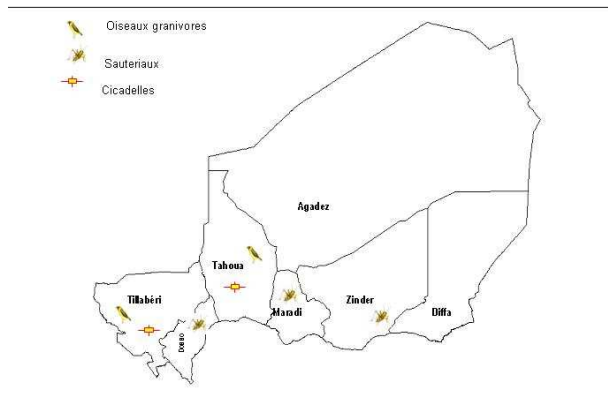 Oiseaux granivores
Sauteriaux
Cicadelles
Agadez
Tahoua
Tillabéri
Maradi
Zinder
Diffa
Dosso